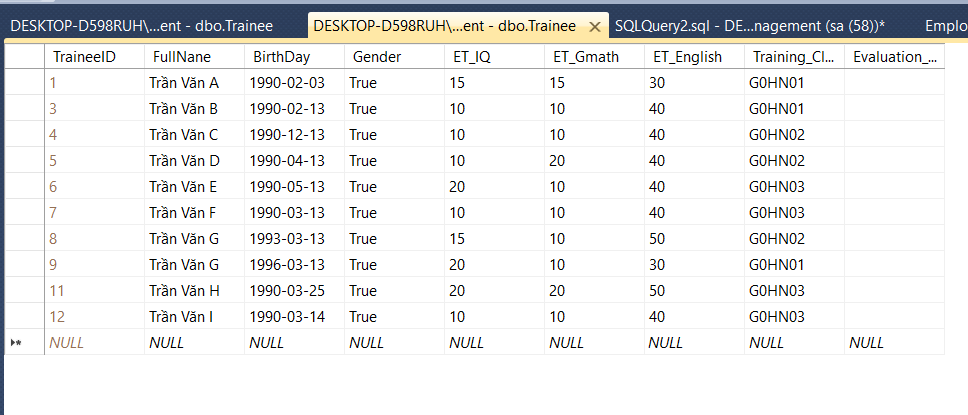 DESKTOP-D598RUH\...ent - dbo.Trainee DESKTOP-D598RUH\...ent - dbo.Trainee SQLQuery2.sql - DE...nagement (sa (58))* Emplo
TraineeID FullNane BirthDay Gender ET_IQ ET_Gmath ET_English Training_Cl... Evaluation_...
1 Trần Văn A 1990-02-03 True 15 15 30 G0HN01
3 Trần Văn B 1990-02-13 True 10 10 40 G0HN01
4 Trần Văn C 1990-12-13 True 10 10 40 G0HN02
5 Trần Văn D 1990-04-13 True 10 20 40 G0HN02
6 Trần Văn E 1990-05-13 True 20 10 40 G0HN03
7 Trần Văn F 1990-03-13 True 10 10 40 G0HN03
8 Trần Văn G 1993-03-13 True 15 10 50 G0HN02
9 Trần Văn G 1996-03-13 True 20 10 30 G0HN01
11 Trần Văn H 1990-03-25 True 20 20 50 G0HN03
12 Trần Văn I 1990-03-14 True 10 10 40 G0HN03
NULL NULL NULL NULL NULL NULL NULL NULL NULL